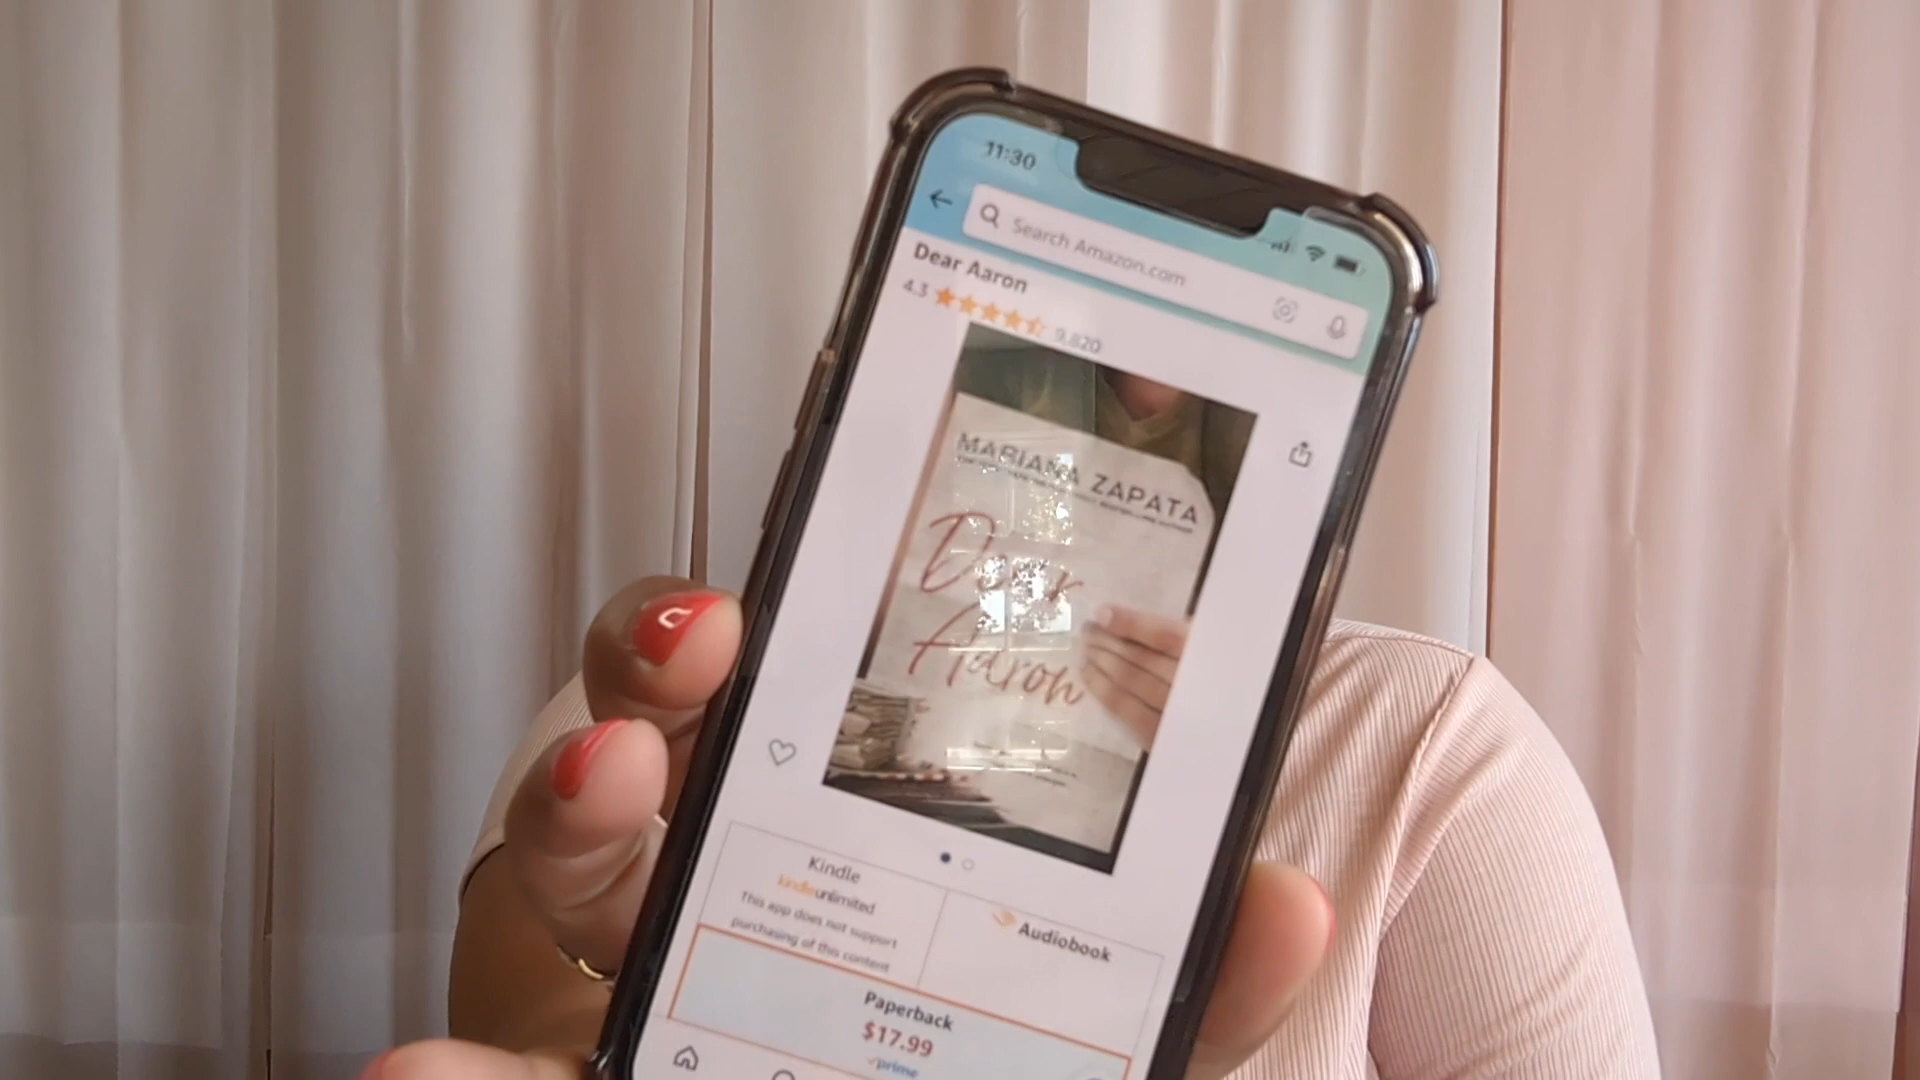 11:30
Search Amazon.com
Dear Aaron
4.3 9,820
MARIANA ZAPATA
Dear
Aaron
Kindle
kindleunlimited
This app does not support
purchasing of this content
Audiobook
Paperback
$17.99
prime